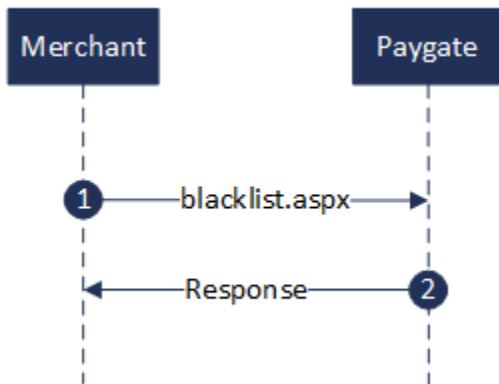 Merchant
Paygate
1
blacklist.aspx
Response
2